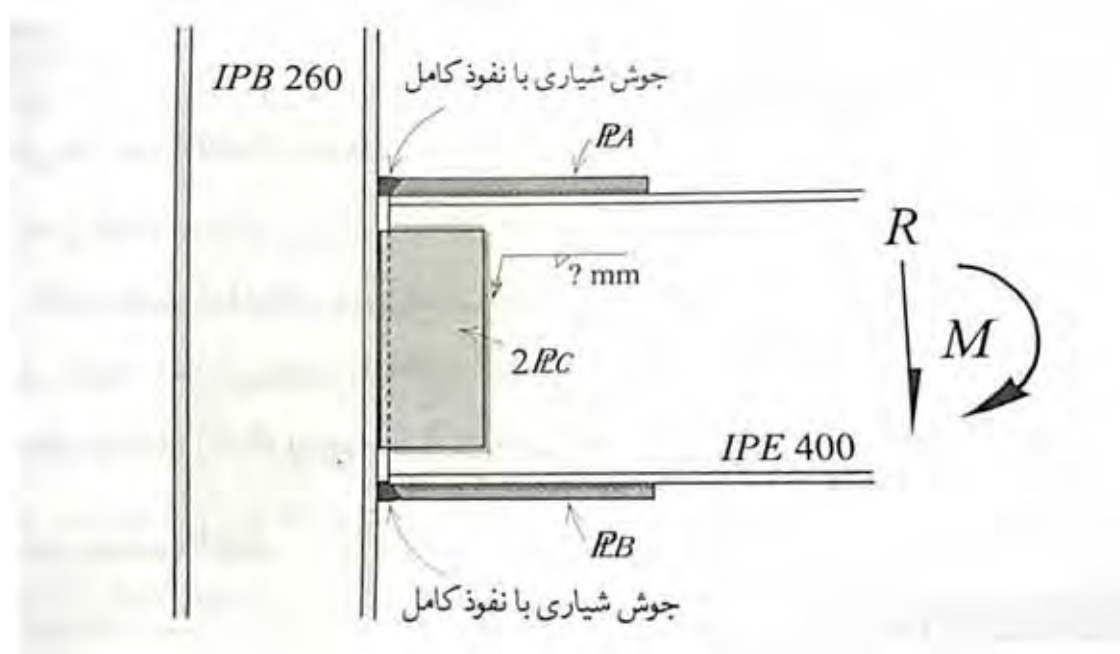 IPB 260
جوش شیاری با نفوذ کامل
PLA
R
? mm
M
2PLC
IPE 400
PLB
جوش شیاری با نفوذ کامل